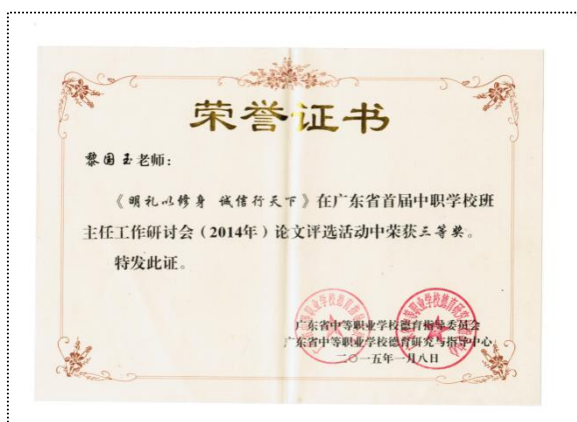 荣誉证书
黎国玉老师:
《明礼以修身 诚信行天下》在广东省首届中职学校班
主任工作研讨会(2014年)论文评选活动中荣获三等奖。
特发此证。
广东省中等职业学校德育指导委员会
广东省中等职业学校德育研究与指导中心
二〇一五年一月八日